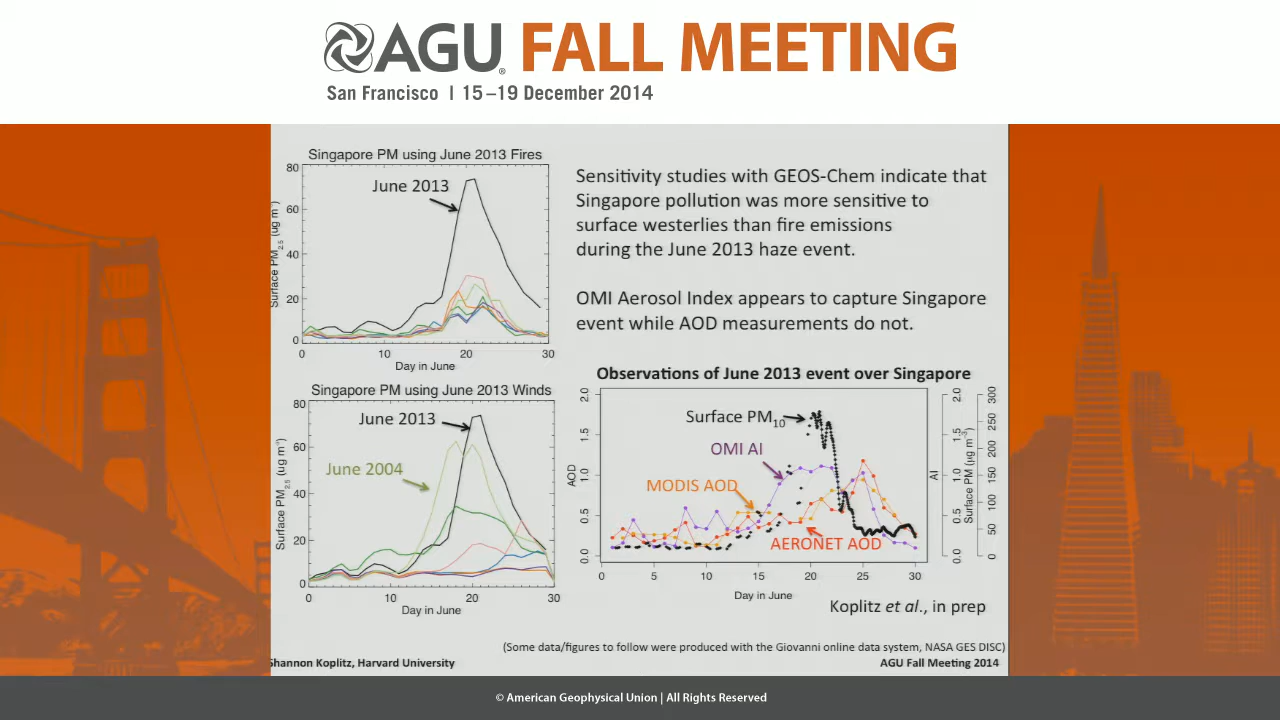 AGU FALL MEETING
San Francisco | 15–19 December 2014
Singapore PM using June 2013 Fires
80
60
40
20
0
Surface PM2.5 (ug m-3)
June 2013
0 10 20 30
Day in June
Singapore PM using June 2013 Winds
80
60
40
20
0
Surface PM2.5 (ug m-3)
June 2013
June 2004
0 10 20 30
Day in June
Sensitivity studies with GEOS-Chem indicate that
Singapore pollution was more sensitive to
surface westerlies than fire emissions
during the June 2013 haze event.
OMI Aerosol Index appears to capture Singapore
event while AOD measurements do not.
Observations of June 2013 event over Singapore
2.0
1.5
1.0
0.5
0.0
AOD
Surface PM10
OMI AI
MODIS AOD
AERONET AOD
2.0
1.5
1.0
0.5
0.0
AI
300
250
200
150
100
50
0
Surface PM (µg m-3)
0 5 10 15 20 25 30
Day in June
Koplitz et al., in prep
(Some data/figures to follow were produced with the Giovanni online data system, NASA GES DISC)
Shannon Koplitz, Harvard University
AGU Fall Meeting 2014
© American Geophysical Union | All Rights Reserved